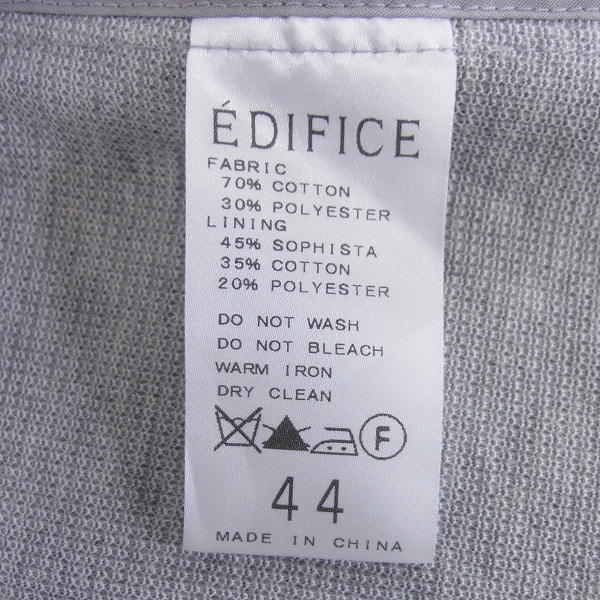 ÉDIFICE
FABRIC
70% COTTON
30% POLYESTER
LINING
45% SOPHISTA
35% COTTON
20% POLYESTER
DO NOT WASH
DO NOT BLEACH
WARM IRON
DRY CLEAN
F
44
MADE IN CHINA